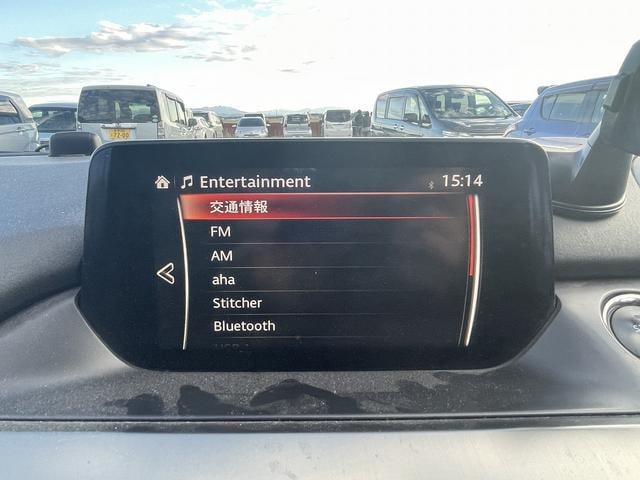 Entertainment 15:14
交通情報
FM
AM
aha
Stitcher
Bluetooth